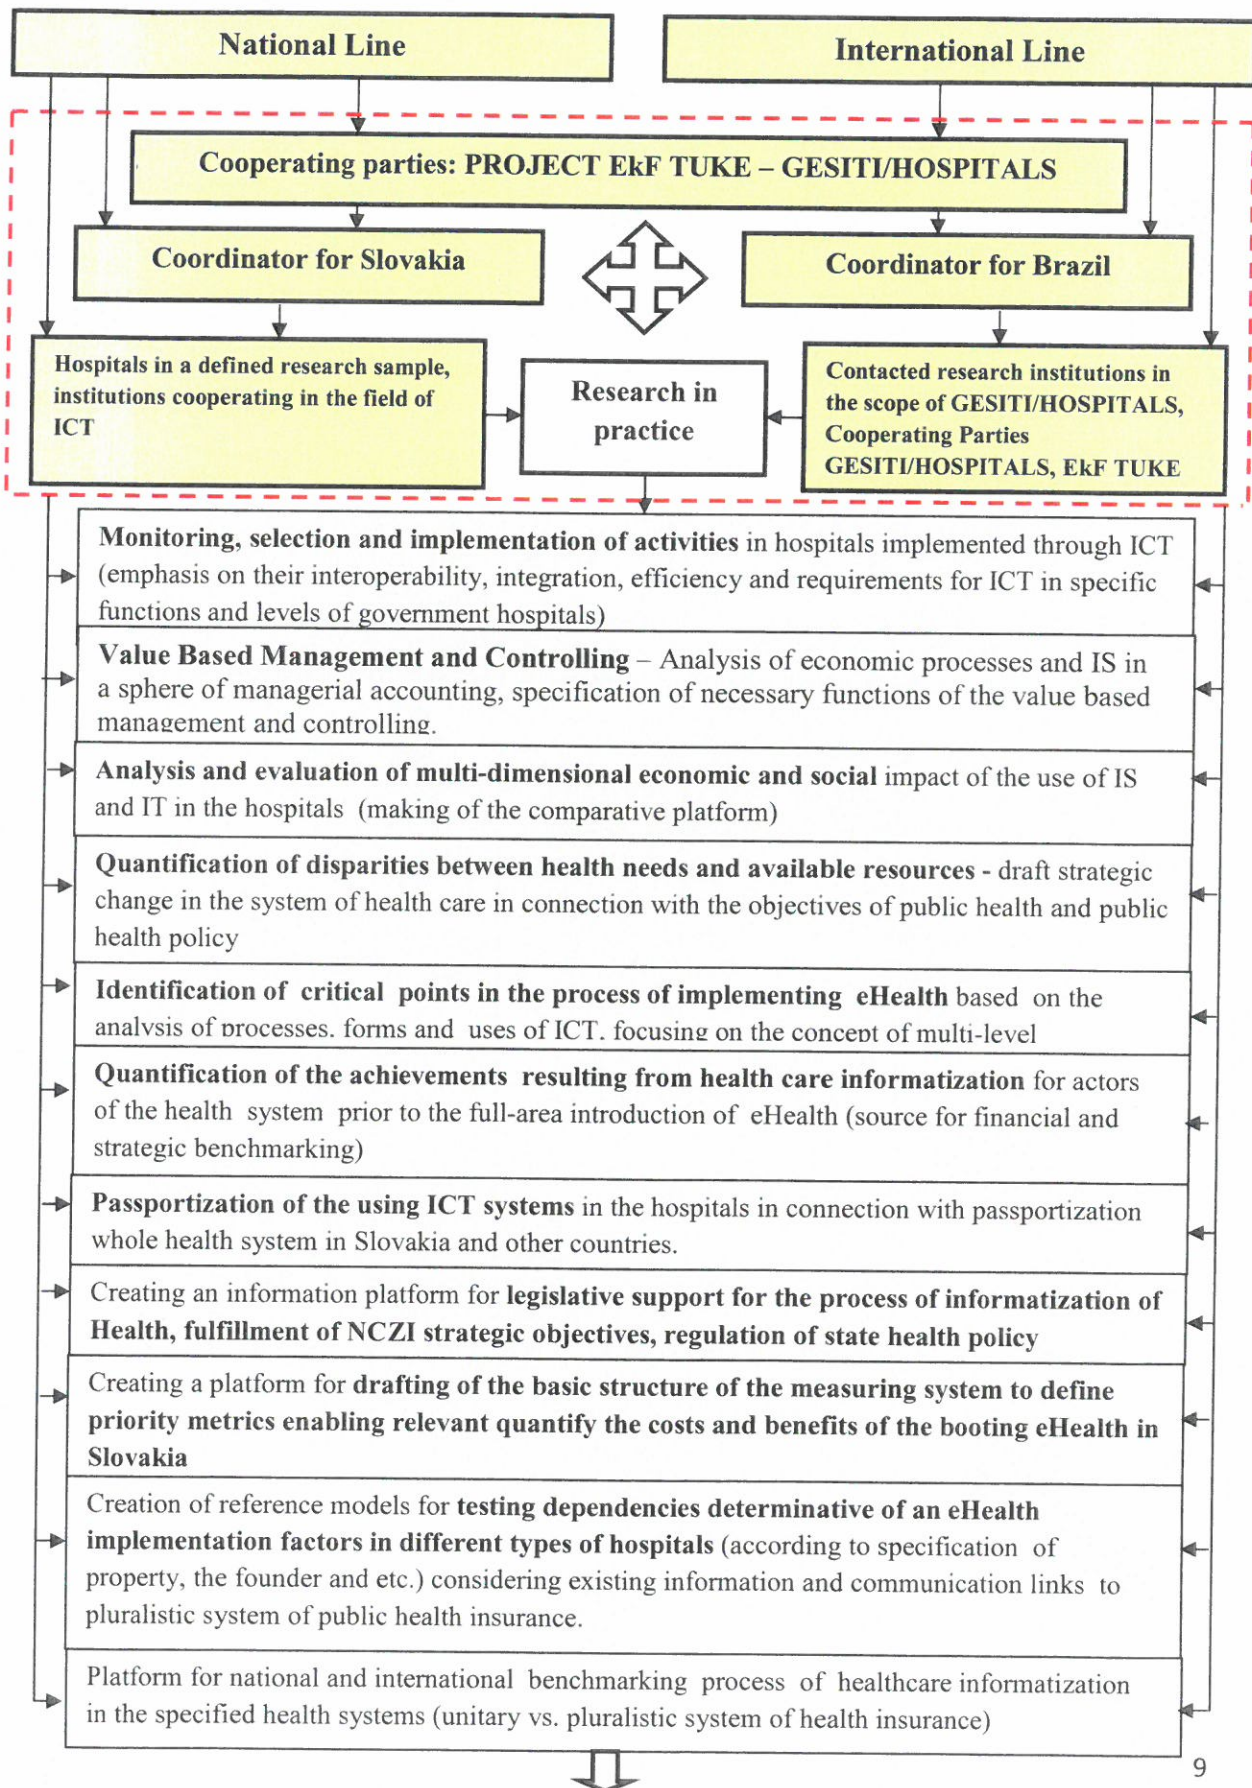 National Line
International Line
Cooperating parties: PROJECT EkF TUKE – GESITI/HOSPITALS
Coordinator for Slovakia
Coordinator for Brazil
Hospitals in a defined research sample,
institutions cooperating in the field of
ICT
Research in
practice
Contacted research institutions in
the scope of GESITI/HOSPITALS,
Cooperating Parties
GESITI/HOSPITALS, EkF TUKE
Monitoring, selection and implementation of activities in hospitals implemented through ICT
(emphasis on their interoperability, integration, efficiency and requirements for ICT in specific
functions and levels of government hospitals)
Value Based Management and Controlling – Analysis of economic processes and IS in
a sphere of managerial accounting, specification of necessary functions of the value based
management and controlling.
Analysis and evaluation of multi-dimensional economic and social impact of the use of IS
and IT in the hospitals (making of the comparative platform)
Quantification of disparities between health needs and available resources - draft strategic
change in the system of health care in connection with the objectives of public health and public
health policy
Identification of critical points in the process of implementing eHealth based on the
analysis of processes, forms and uses of ICT, focusing on the concept of multi-level
Quantification of the achievements resulting from health care informatization for actors
of the health system prior to the full-area introduction of eHealth (source for financial and
strategic benchmarking)
Passportization of the using ICT systems in the hospitals in connection with passportization
whole health system in Slovakia and other countries.
Creating an information platform for legislative support for the process of informatization of
Health, fulfillment of NCZI strategic objectives, regulation of state health policy
Creating a platform for drafting of the basic structure of the measuring system to define
priority metrics enabling relevant quantify the costs and benefits of the booting eHealth in
Slovakia
Creation of reference models for testing dependencies determinative of an eHealth
implementation factors in different types of hospitals (according to specification of
property, the founder and etc.) considering existing information and communication links to
pluralistic system of public health insurance.
Platform for national and international benchmarking process of healthcare informatization
in the specified health systems (unitary vs. pluralistic system of health insurance)
9